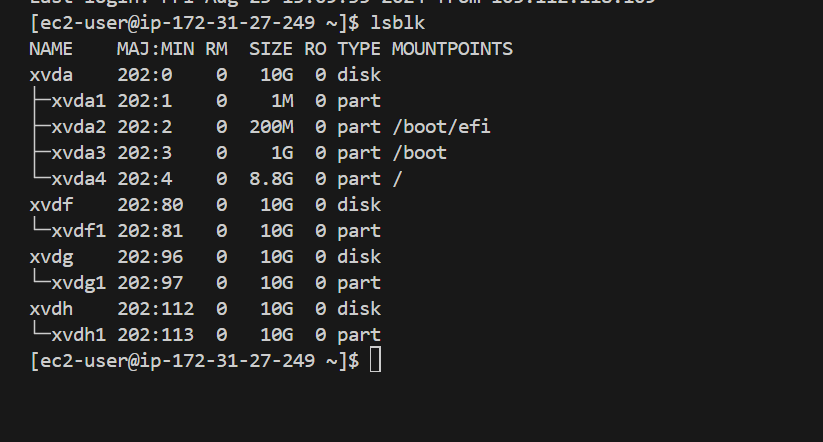 [ec2-user@ip-172-31-27-249 ~]$ lsblk
NAME    MAJ:MIN RM  SIZE RO TYPE MOUNTPOINTS
xvda    202:0    0   10G  0 disk
├─xvda1 202:1    0    1M  0 part
├─xvda2 202:2    0  200M  0 part /boot/efi
├─xvda3 202:3    0    1G  0 part /boot
└─xvda4 202:4    0  8.8G  0 part /
xvdf    202:80   0   10G  0 disk
└─xvdf1 202:81   0   10G  0 part
xvdg    202:96   0   10G  0 disk
└─xvdg1 202:97   0   10G  0 part
xvdh    202:112  0   10G  0 disk
└─xvdh1 202:113  0   10G  0 part
[ec2-user@ip-172-31-27-249 ~]$